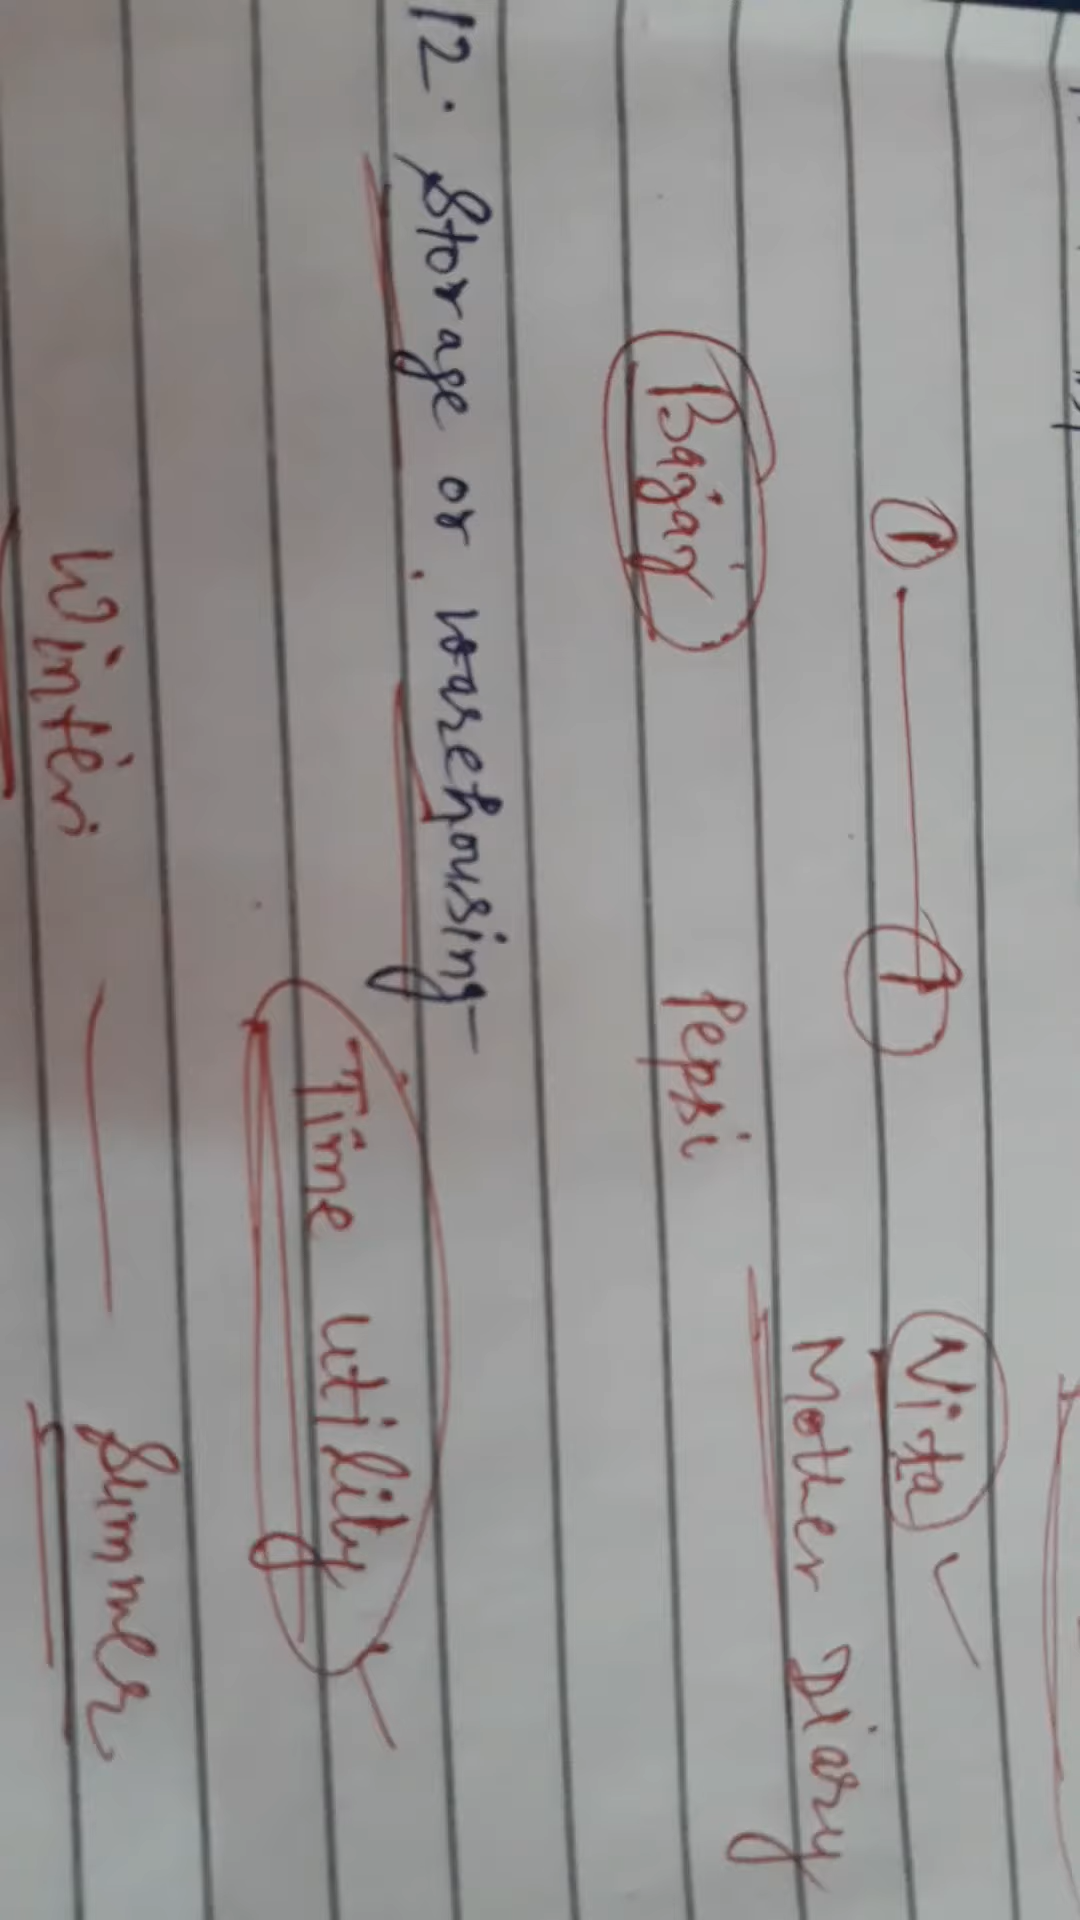 ① — ① Vita
Mother Diary
Bajaj Pepsi
12. Storage or warehousing-
Time utility
Winter — Summer